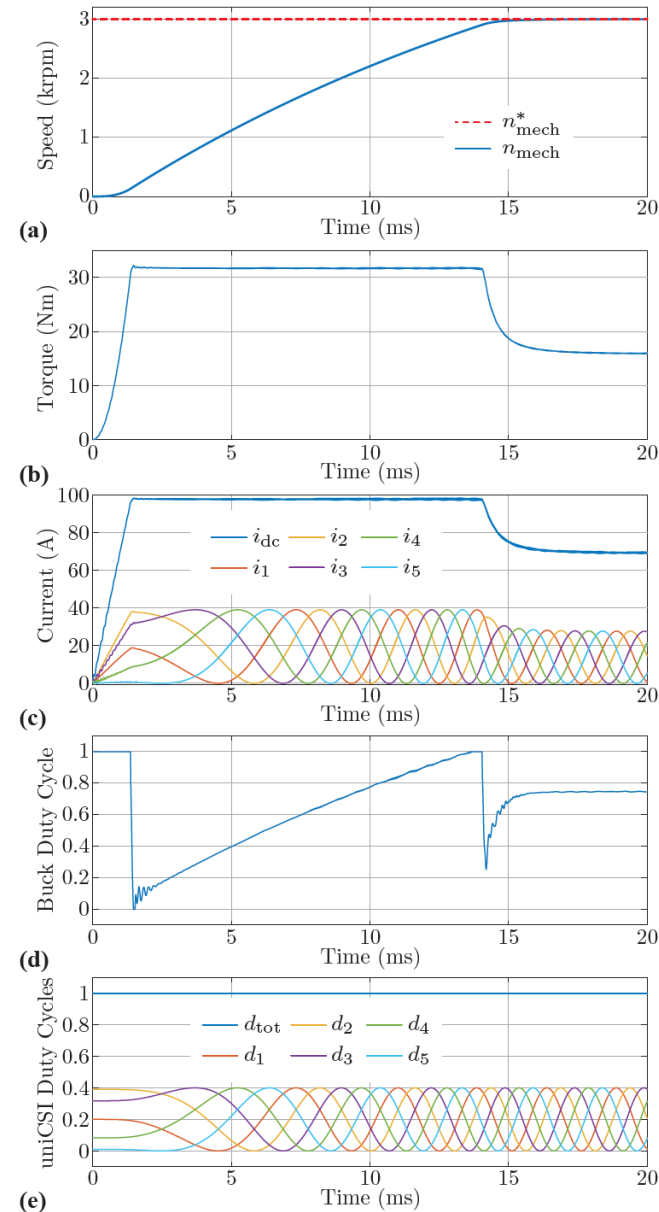 3
2
1
0
Speed (krpm)
n*mech
nmech
0 5 10 15 20
Time (ms)
(a)
30
20
10
0
Torque (Nm)
0 5 10 15 20
Time (ms)
(b)
100
80
60
40
20
0
Current (A)
idc i2 i4
i1 i3 i5
0 5 10 15 20
Time (ms)
(c)
1
0.8
0.6
0.4
0.2
0
Buck Duty Cycle
0 5 10 15 20
Time (ms)
(d)
1
0.8
0.6
0.4
0.2
0
uniCSI Duty Cycles
dtot d2 d4
d1 d3 d5
0 5 10 15 20
Time (ms)
(e)